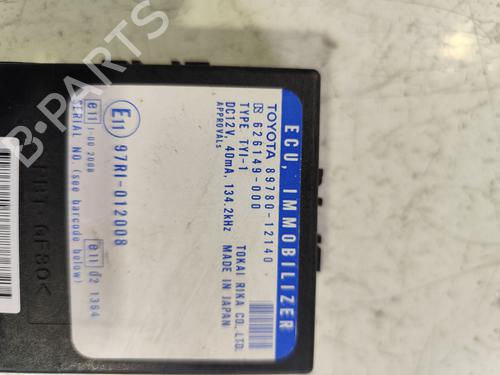 ECU, IMMOBILIZER
TOYOTA 89780-12140
626149-000
TYPE TY1-1
DC12V, 40mA, 134.2kHz
APPROVALS
TOKAI RIKA CO., LTD.
MADE IN JAPAN
E11 97RI-012008
e11 02 1364
SERIAL NO. (see barcode below)
B-PARTS